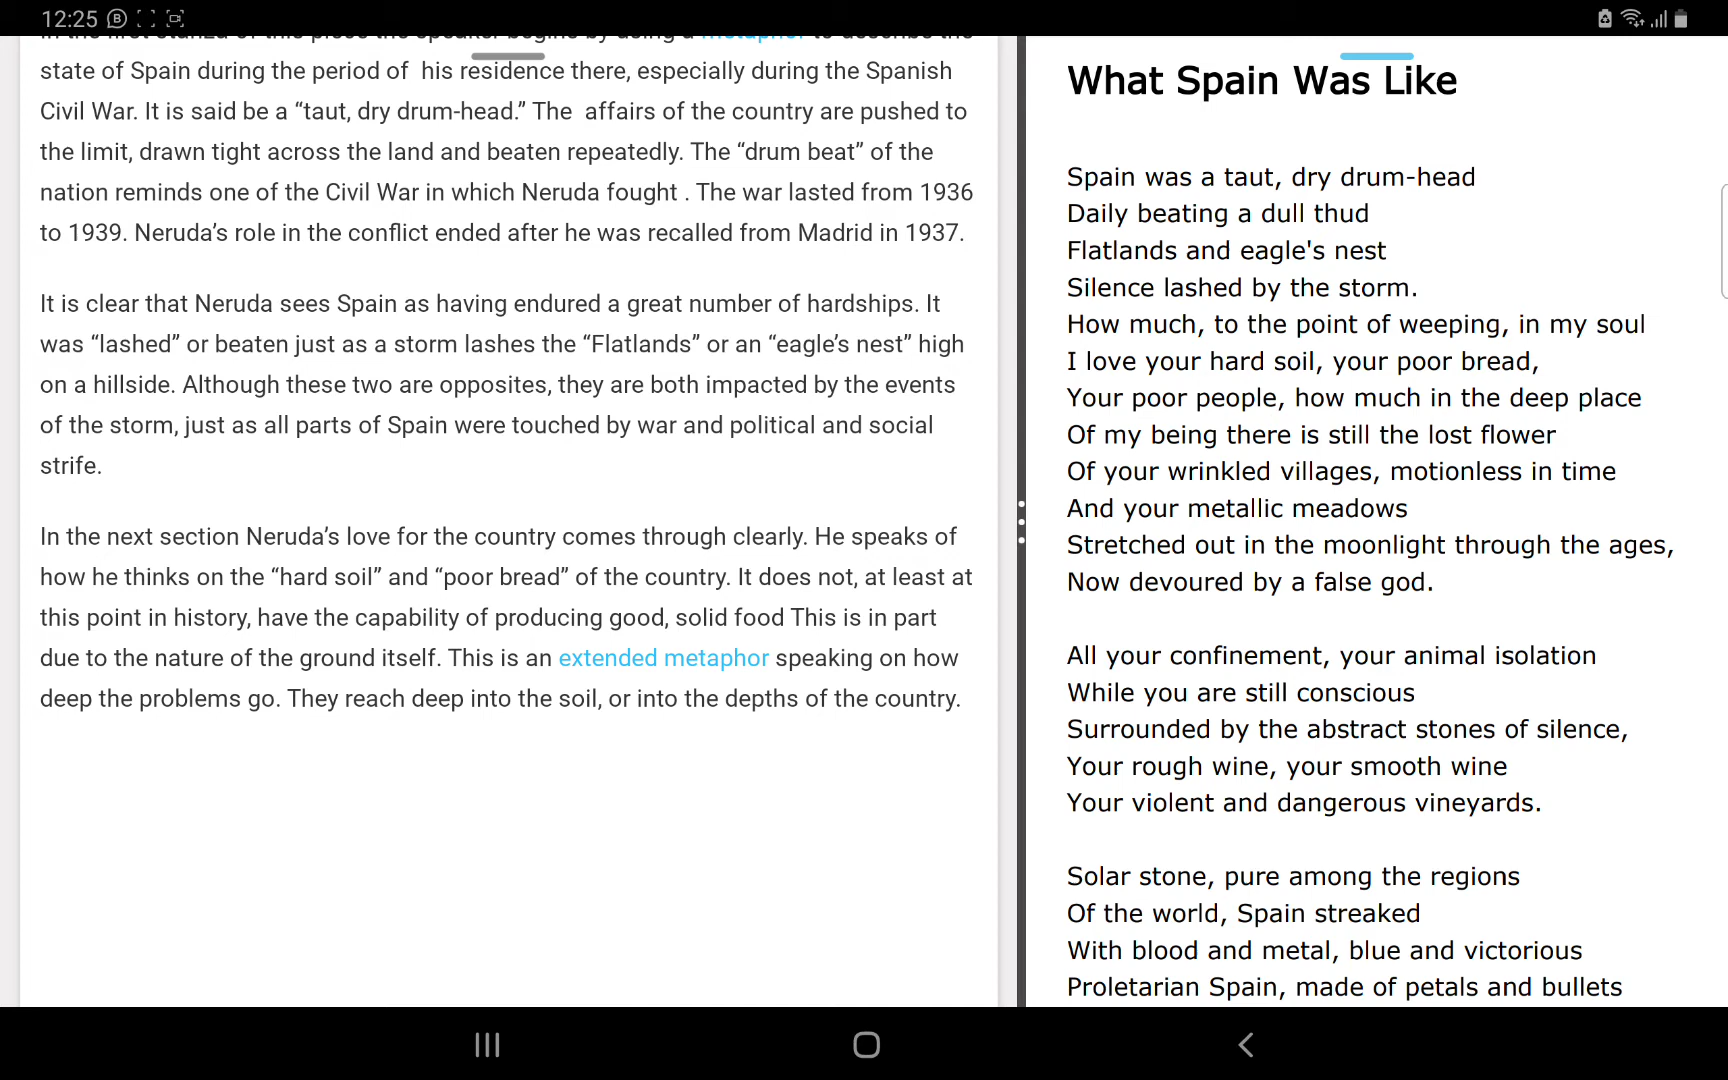 12:25
In the first stanza of this piece the speaker begins by using a metaphor to describe the
state of Spain during the period of  his residence there, especially during the Spanish
Civil War. It is said be a “taut, dry drum-head.” The  affairs of the country are pushed to
the limit, drawn tight across the land and beaten repeatedly. The “drum beat” of the
nation reminds one of the Civil War in which Neruda fought . The war lasted from 1936
to 1939. Neruda’s role in the conflict ended after he was recalled from Madrid in 1937.
It is clear that Neruda sees Spain as having endured a great number of hardships. It
was “lashed” or beaten just as a storm lashes the “Flatlands” or an “eagle’s nest” high
on a hillside. Although these two are opposites, they are both impacted by the events
of the storm, just as all parts of Spain were touched by war and political and social
strife.
In the next section Neruda’s love for the country comes through clearly. He speaks of
how he thinks on the “hard soil” and “poor bread” of the country. It does not, at least at
this point in history, have the capability of producing good, solid food This is in part
due to the nature of the ground itself. This is an extended metaphor speaking on how
deep the problems go. They reach deep into the soil, or into the depths of the country.
What Spain Was Like
Spain was a taut, dry drum-head
Daily beating a dull thud
Flatlands and eagle's nest
Silence lashed by the storm.
How much, to the point of weeping, in my soul
I love your hard soil, your poor bread,
Your poor people, how much in the deep place
Of my being there is still the lost flower
Of your wrinkled villages, motionless in time
And your metallic meadows
Stretched out in the moonlight through the ages,
Now devoured by a false god.
All your confinement, your animal isolation
While you are still conscious
Surrounded by the abstract stones of silence,
Your rough wine, your smooth wine
Your violent and dangerous vineyards.
Solar stone, pure among the regions
Of the world, Spain streaked
With blood and metal, blue and victorious
Proletarian Spain, made of petals and bullets